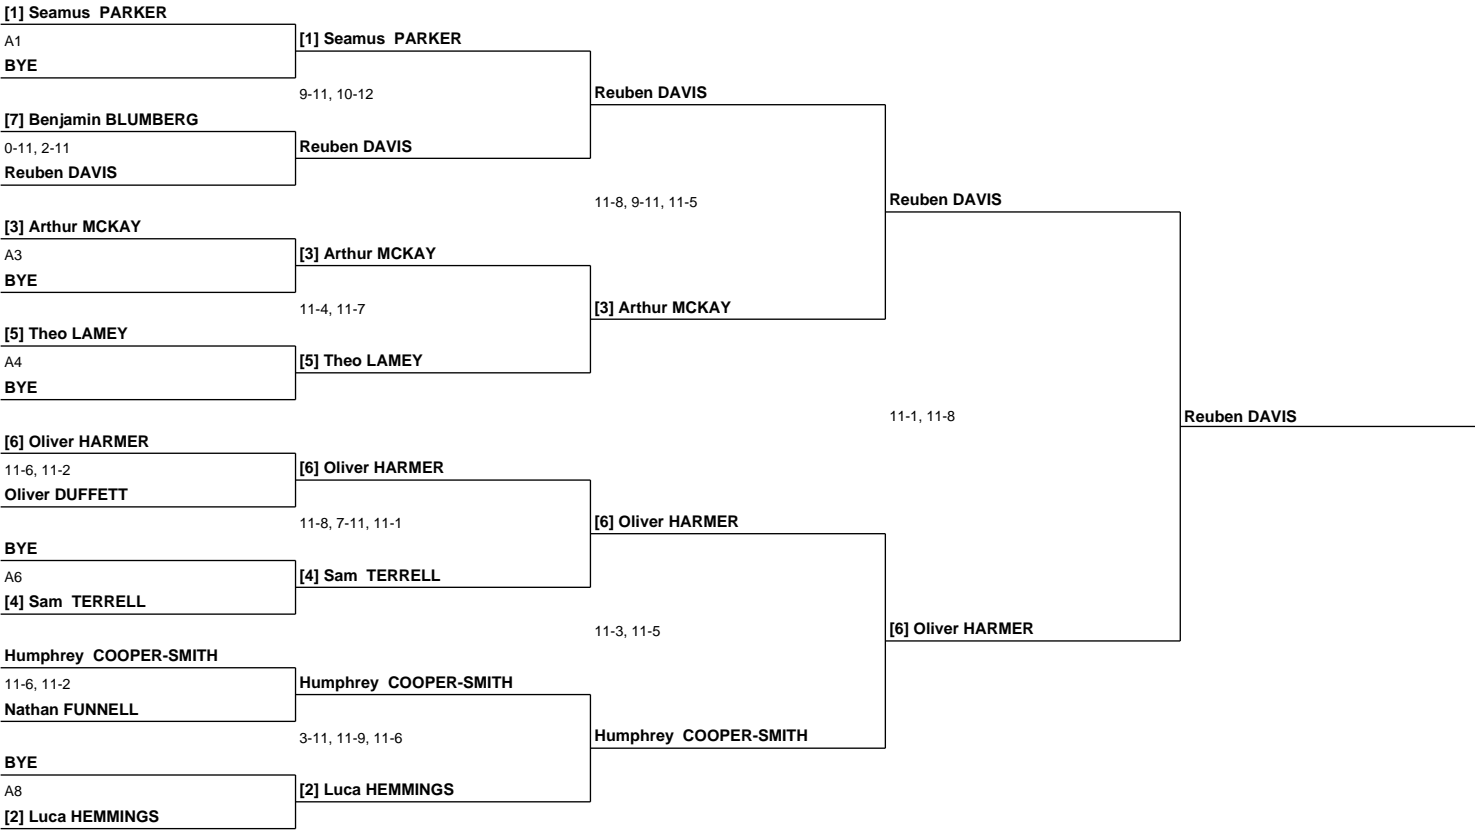 [1] Seamus  PARKER
A1
BYE
[1] Seamus  PARKER
9-11, 10-12
[7] Benjamin BLUMBERG
0-11, 2-11
Reuben DAVIS
Reuben DAVIS
Reuben DAVIS
11-8, 9-11, 11-5
[3] Arthur MCKAY
A3
BYE
[3] Arthur MCKAY
11-4, 11-7
[5] Theo LAMEY
A4
BYE
[5] Theo LAMEY
[3] Arthur MCKAY
Reuben DAVIS
11-1, 11-8
Reuben DAVIS
[6] Oliver HARMER
11-6, 11-2
Oliver DUFFETT
[6] Oliver HARMER
11-8, 7-11, 11-1
BYE
A6
[4] Sam  TERRELL
[4] Sam  TERRELL
[6] Oliver HARMER
11-3, 11-5
[6] Oliver HARMER
Humphrey  COOPER-SMITH
11-6, 11-2
Nathan FUNNELL
Humphrey  COOPER-SMITH
3-11, 11-9, 11-6
BYE
A8
[2] Luca HEMMINGS
[2] Luca HEMMINGS
Humphrey  COOPER-SMITH